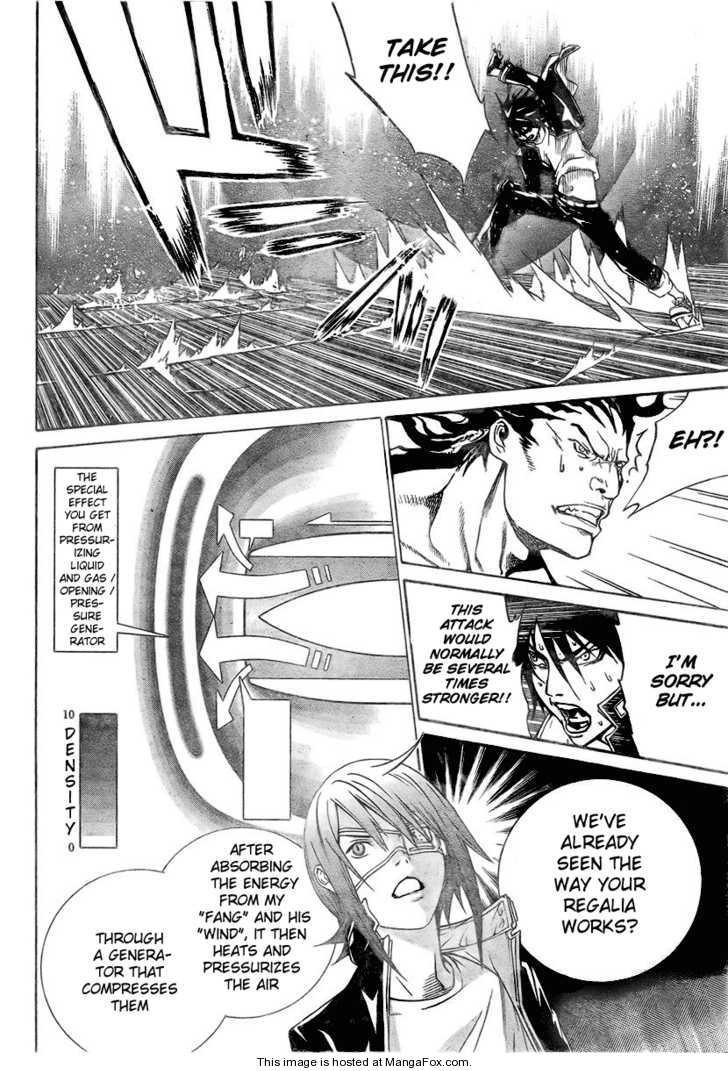 TAKE
THIS!!
EH?!
THE
SPECIAL
EFFECT
YOU GET
FROM
PRESSUR-
IZING
LIQUID
AND GAS /
OPENING /
PRES-
SURE
GENE-
RATOR
THIS
ATTACK
WOULD
NORMALLY
BE SEVERAL
TIMES
STRONGER!!
I'M
SORRY
BUT...
10
DENSITY
0
WE'VE
ALREADY
SEEN THE
WAY YOUR
REGALIA
WORKS?
AFTER
ABSORBING
THE ENERGY
FROM MY
"FANG" AND HIS
"WIND", IT THEN
HEATS AND
PRESSURIZES
THE AIR
THROUGH
A GENERA-
TOR THAT
COMPRESSES
THEM
This image is hosted at MangaFox.com.